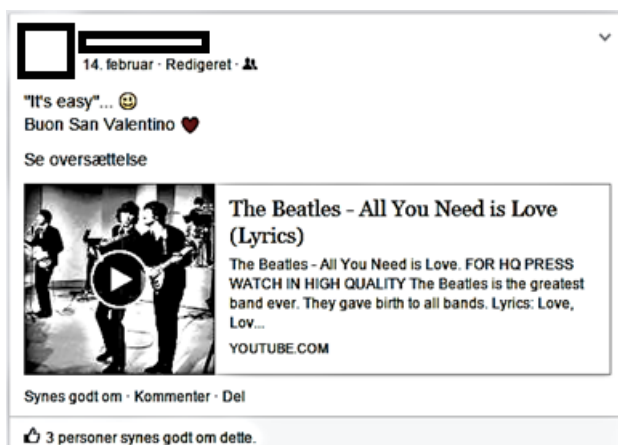 14. februar · Redigeret ·
"It's easy"... 😃
Buon San Valentino ♥
Se oversættelse
The Beatles - All You Need is Love
(Lyrics)
The Beatles - All You Need is Love. FOR HQ PRESS
WATCH IN HIGH QUALITY The Beatles is the greatest
band ever. They gave birth to all bands. Lyrics: Love,
Lov...
YOUTUBE.COM
Synes godt om · Kommenter · Del
3 personer synes godt om dette.